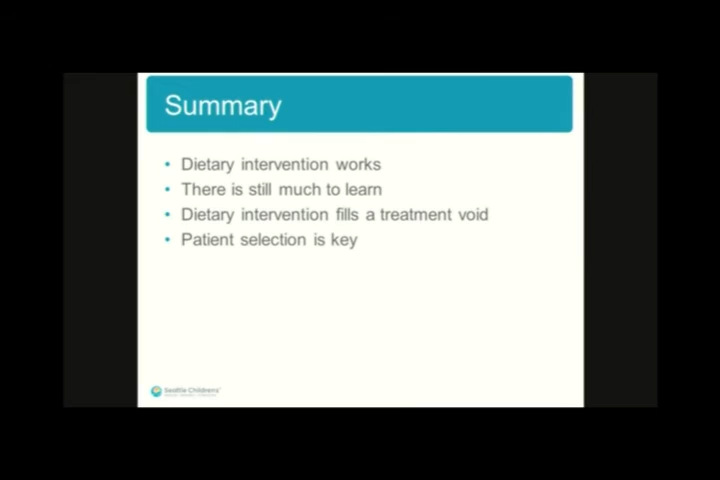 Summary
• Dietary intervention works
• There is still much to learn
• Dietary intervention fills a treatment void
• Patient selection is key
Seattle Children's